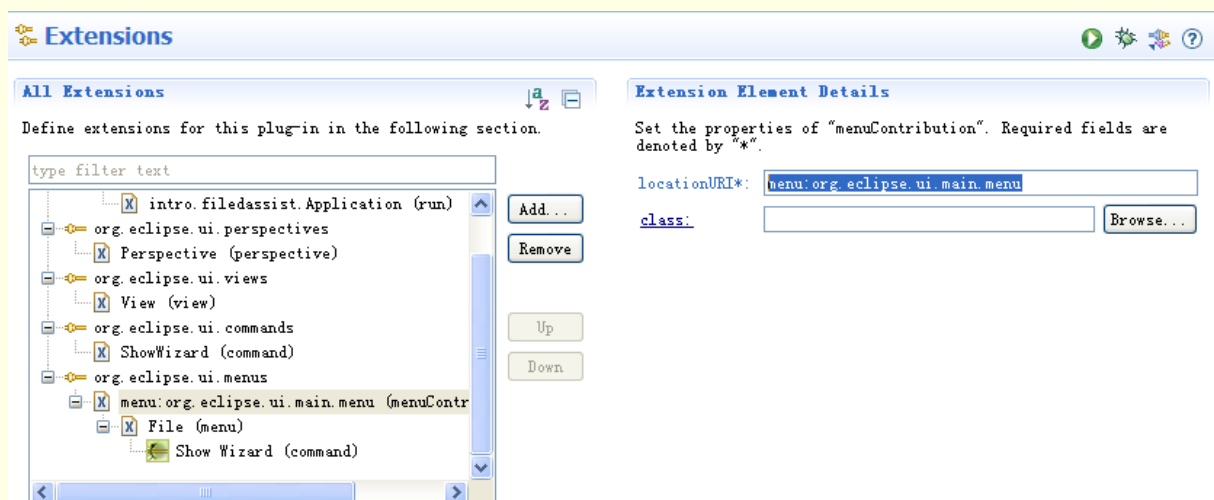 Extensions
All Extensions
Define extensions for this plug-in in the following section.
type filter text
intro.filedassist.Application (run)
org.eclipse.ui.perspectives
Perspective (perspective)
org.eclipse.ui.views
View (view)
org.eclipse.ui.commands
ShowWizard (command)
org.eclipse.ui.menus
menu:org.eclipse.ui.main.menu (menuContr
File (menu)
Show Wizard (command)
Add...
Remove
Up
Down
Extension Element Details
Set the properties of "menuContribution". Required fields are
denoted by "*".
locationURI*: menu:org.eclipse.ui.main.menu
class: Browse...